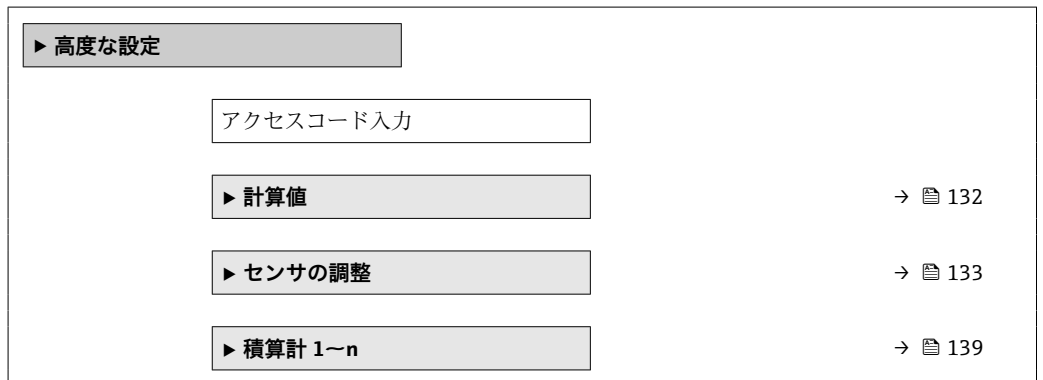 ▶ 高度な設定
アクセスコード入力
▶ 計算値 → 132
▶ センサの調整 → 133
▶ 積算計 1〜n → 139